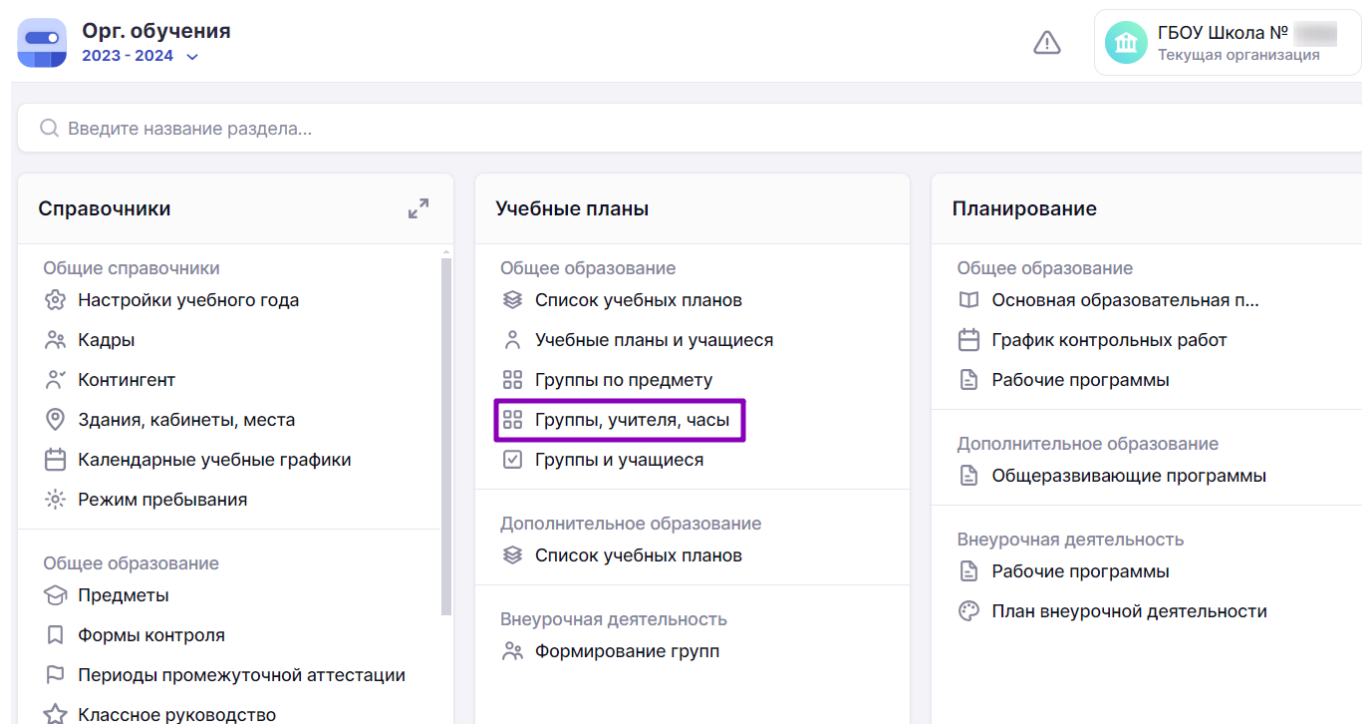 Орг. обучения
2023 - 2024
ГБОУ Школа №
Текущая организация
Введите название раздела...
Справочники
Общие справочники
Настройки учебного года
Кадры
Контингент
Здания, кабинеты, места
Календарные учебные графики
Режим пребывания
Общее образование
Предметы
Формы контроля
Периоды промежуточной аттестации
Классное руководство
Учебные планы
Общее образование
Список учебных планов
Учебные планы и учащиеся
Группы по предмету
Группы, учителя, часы
Группы и учащиеся
Дополнительное образование
Список учебных планов
Внеурочная деятельность
Формирование групп
Планирование
Общее образование
Основная образовательная п...
График контрольных работ
Рабочие программы
Дополнительное образование
Общеразвивающие программы
Внеурочная деятельность
Рабочие программы
План внеурочной деятельности